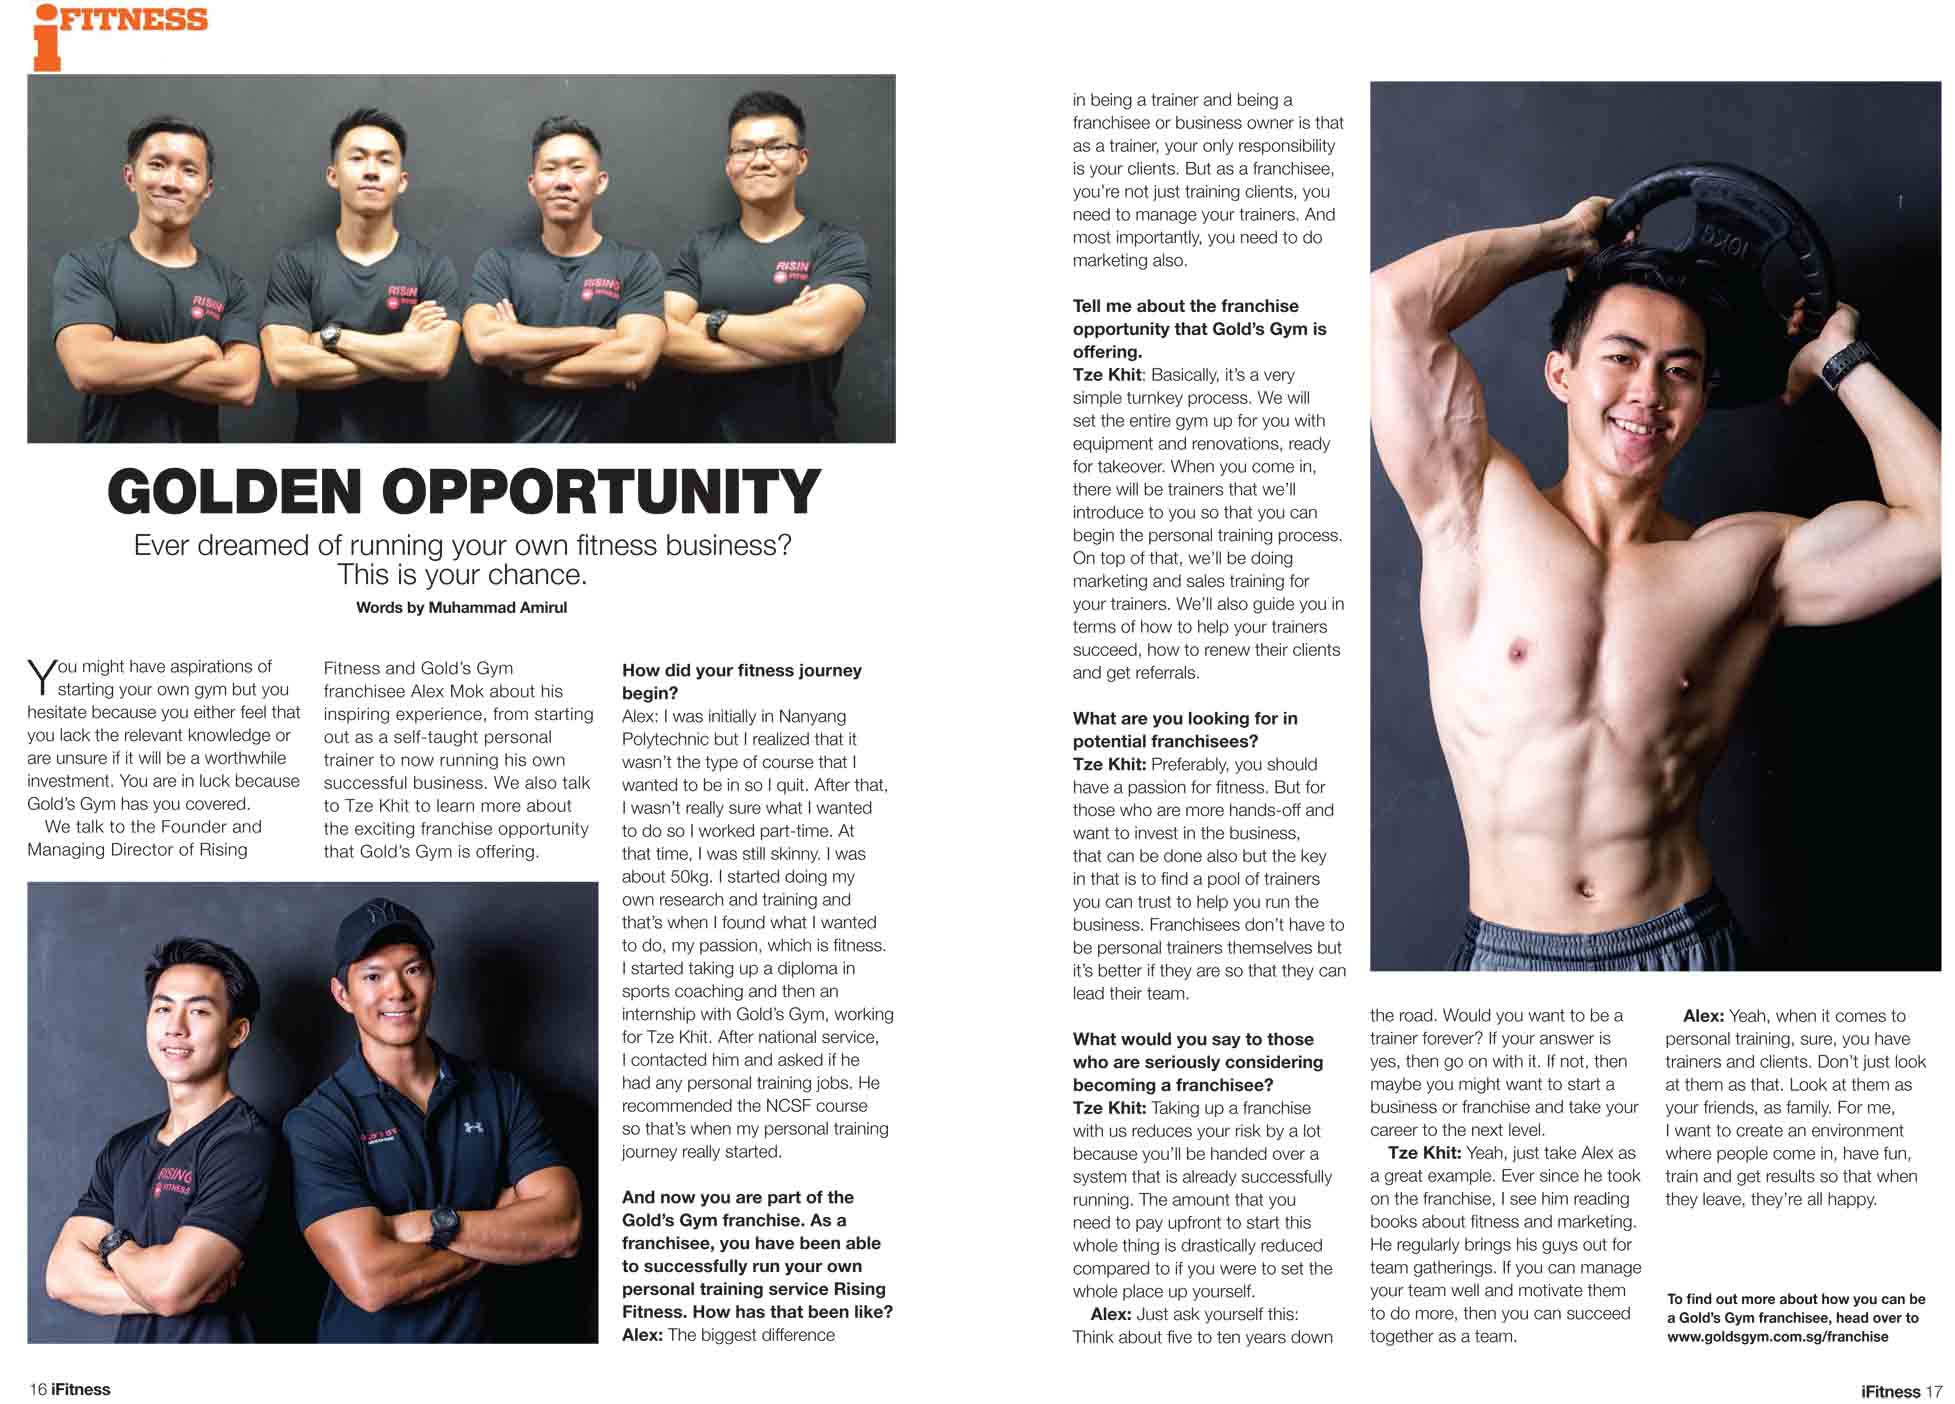 iFITNESS
RISING
FITNESS
RISIN
GOLDEN OPPORTUNITY
Ever dreamed of running your own fitness business?
This is your chance.
Words by Muhammad Amirul
You might have aspirations of
starting your own gym but you
hesitate because you either feel that
you lack the relevant knowledge or
are unsure if it will be a worthwhile
investment. You are in luck because
Gold's Gym has you covered.
We talk to the Founder and
Managing Director of Rising
Fitness and Gold's Gym
franchisee Alex Mok about his
inspiring experience, from starting
out as a self-taught personal
trainer to now running his own
successful business. We also talk
to Tze Khit to learn more about
the exciting franchise opportunity
that Gold's Gym is offering.
RISING
FITNESS
How did your fitness journey
begin?
Alex: I was initially in Nanyang
Polytechnic but I realized that it
wasn't the type of course that I
wanted to be in so I quit. After that,
I wasn't really sure what I wanted
to do so I worked part-time. At
that time, I was still skinny. I was
about 50kg. I started doing my
own research and training and
that's when I found what I wanted
to do, my passion, which is fitness.
I started taking up a diploma in
sports coaching and then an
internship with Gold's Gym, working
for Tze Khit. After national service,
I contacted him and asked if he
had any personal training jobs. He
recommended the NCSF course
so that's when my personal training
journey really started.
And now you are part of the
Gold's Gym franchise. As a
franchisee, you have been able
to successfully run your own
personal training service Rising
Fitness. How has that been like?
Alex: The biggest difference
16 iFitness
in being a trainer and being a
franchisee or business owner is that
as a trainer, your only responsibility
is your clients. But as a franchisee,
you're not just training clients, you
need to manage your trainers. And
most importantly, you need to do
marketing also.
Tell me about the franchise
opportunity that Gold's Gym is
offering.
Tze Khit: Basically, it's a very
simple turnkey process. We will
set the entire gym up for you with
equipment and renovations, ready
for takeover. When you come in,
there will be trainers that we'll
introduce to you so that you can
begin the personal training process.
On top of that, we'll be doing
marketing and sales training for
your trainers. We'll also guide you in
terms of how to help your trainers
succeed, how to renew their clients
and get referrals.
What are you looking for in
potential franchisees?
Tze Khit: Preferably, you should
have a passion for fitness. But for
those who are more hands-off and
want to invest in the business,
that can be done also but the key
in that is to find a pool of trainers
you can trust to help you run the
business. Franchisees don't have to
be personal trainers themselves but
it's better if they are so that they can
lead their team.
What would you say to those
who are seriously considering
becoming a franchisee?
Tze Khit: Taking up a franchise
with us reduces your risk by a lot
because you'll be handed over a
system that is already successfully
running. The amount that you
need to pay upfront to start this
whole thing is drastically reduced
compared to if you were to set the
whole place up yourself.
Alex: Just ask yourself this:
Think about five to ten years down
10KG
the road. Would you want to be a
trainer forever? If your answer is
yes, then go on with it. If not, then
maybe you might want to start a
business or franchise and take your
career to the next level.
Tze Khit: Yeah, just take Alex as
a great example. Ever since he took
on the franchise, I see him reading
books about fitness and marketing.
He regularly brings his guys out for
team gatherings. If you can manage
your team well and motivate them
to do more, then you can succeed
together as a team.
Alex: Yeah, when it comes to
personal training, sure, you have
trainers and clients. Don't just look
at them as that. Look at them as
your friends, as family. For me,
I want to create an environment
where people come in, have fun,
train and get results so that when
they leave, they're all happy.
To find out more about how you can be
a Gold's Gym franchisee, head over to
www.goldsgym.com.sg/franchise
iFitness 17